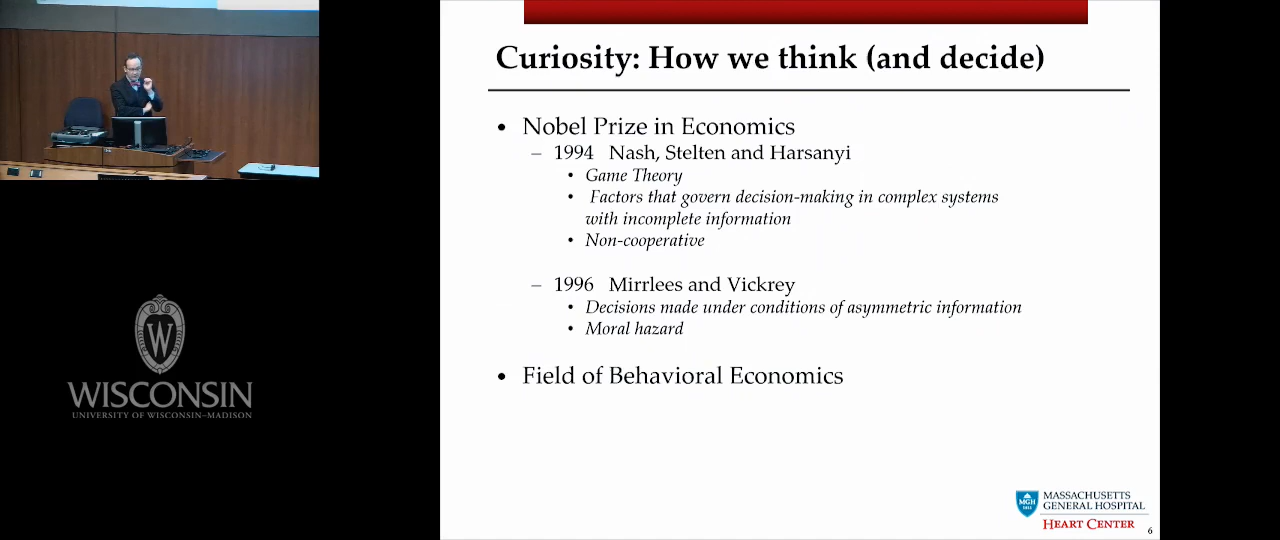 Curiosity: How we think (and decide)
• Nobel Prize in Economics
– 1994 Nash, Stelten and Harsanyi
• Game Theory
• Factors that govern decision-making in complex systems
with incomplete information
• Non-cooperative
– 1996 Mirrlees and Vickrey
• Decisions made under conditions of asymmetric information
• Moral hazard
• Field of Behavioral Economics
W
WISCONSIN
UNIVERSITY OF WISCONSIN–MADISON
MGH
1811
MASSACHUSETTS
GENERAL HOSPITAL
HEART CENTER
6